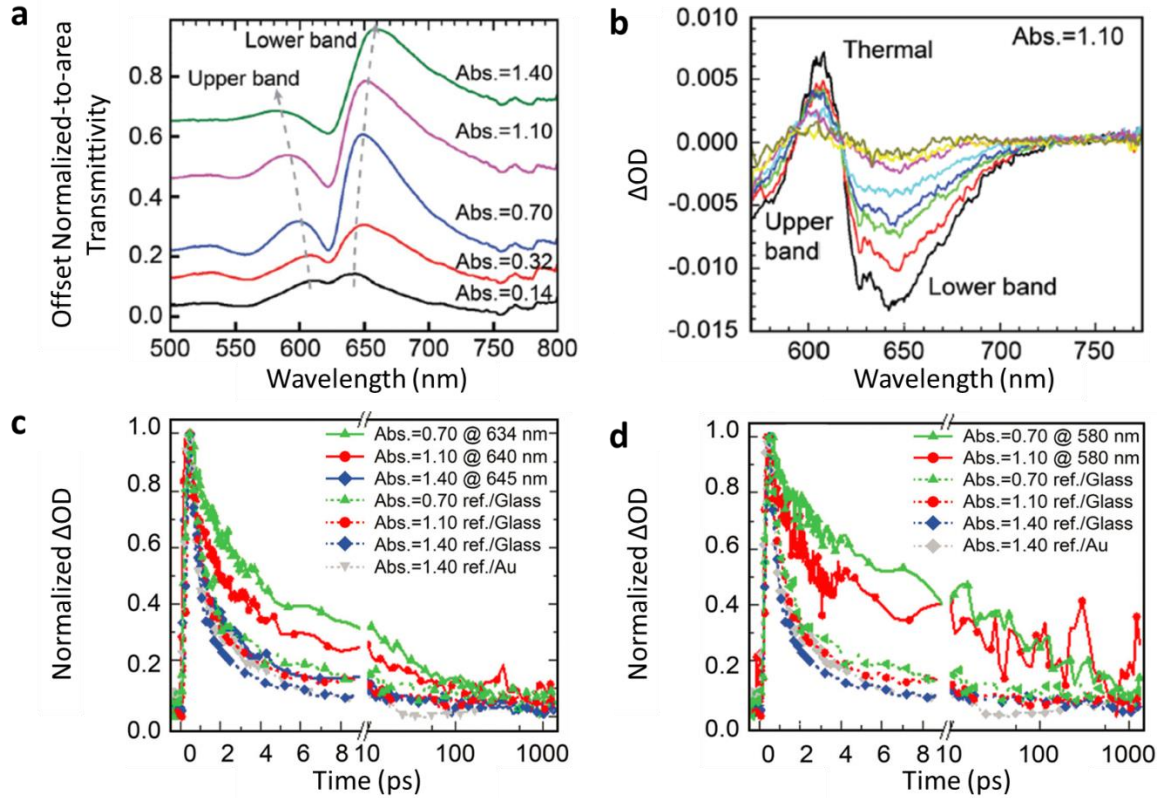 a
Offset Normalized-to-area
Transmittivity
0.8
0.6
0.4
0.2
0.0
Lower band
Upper band
Abs.=1.40
Abs.=1.10
Abs.=0.70
Abs.=0.32
Abs.=0.14
500 550 600 650 700 750 800
Wavelength (nm)
b
ΔOD
0.010
0.005
0.000
-0.005
-0.010
-0.015
Thermal
Abs.=1.10
Upper
band
Lower band
600 650 700 750
Wavelength (nm)
c
Normalized ΔOD
1.0
0.8
0.6
0.4
0.2
0.0
Abs.=0.70 @ 634 nm
Abs.=1.10 @ 640 nm
Abs.=1.40 @ 645 nm
Abs.=0.70 ref./Glass
Abs.=1.10 ref./Glass
Abs.=1.40 ref./Glass
Abs.=1.40 ref./Au
0 2 4 6 8 10 100 1000
Time (ps)
d
Normalized ΔOD
1.0
0.8
0.6
0.4
0.2
0.0
Abs.=0.70 @ 580 nm
Abs.=1.10 @ 580 nm
Abs.=0.70 ref./Glass
Abs.=1.10 ref./Glass
Abs.=1.40 ref./Glass
Abs.=1.40 ref./Au
0 2 4 6 8 10 100 1000
Time (ps)